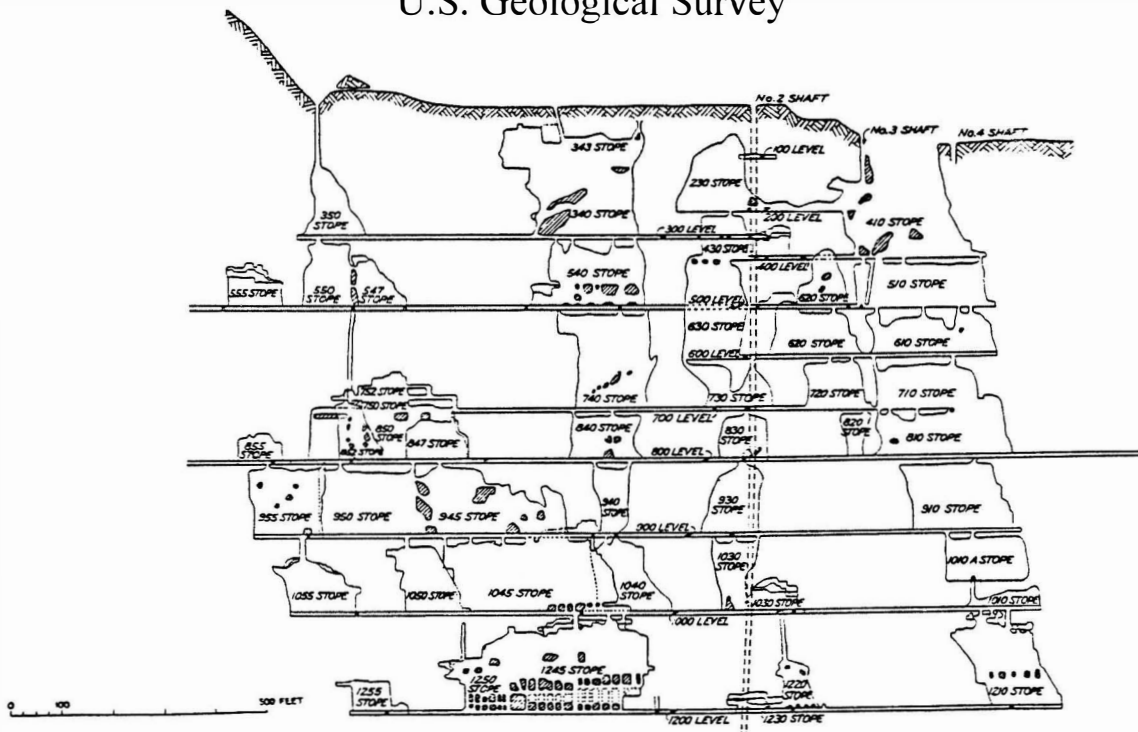 U.S. Geological Survey
No. 2 SHAFT
No. 3 SHAFT
No. 4 SHAFT
343 STOPE
100 LEVEL
230 STOPE
350
STOPE
340 STOPE
200 LEVEL
410 STOPE
300 LEVEL
430 STOPE
400 LEVEL
540 STOPE
555 STOPE
550
STOPE
547
STOPE
500 LEVEL
620 STOPE
510 STOPE
630 STOPE
620 STOPE
610 STOPE
600 LEVEL
752 STOPE
750 STOPE
740 STOPE
730 STOPE
720 STOPE
710 STOPE
700 LEVEL
855
STOPE
850
STOPE
847
STOPE
840 STOPE
830
STOPE
820
STOPE
810 STOPE
800 LEVEL
955 STOPE
950 STOPE
945 STOPE
940
STOPE
930
STOPE
910 STOPE
900 LEVEL
1055 STOPE
1050 STOPE
1045 STOPE
1040
STOPE
1030
STOPE
1030 STOPE
1010 A STOPE
1010 STOPE
1000 LEVEL
1255
STOPE
1250
STOPE
1245 STOPE
1220
STOPE
1210 STOPE
1200 LEVEL
1230 STOPE
0 100 500 FEET